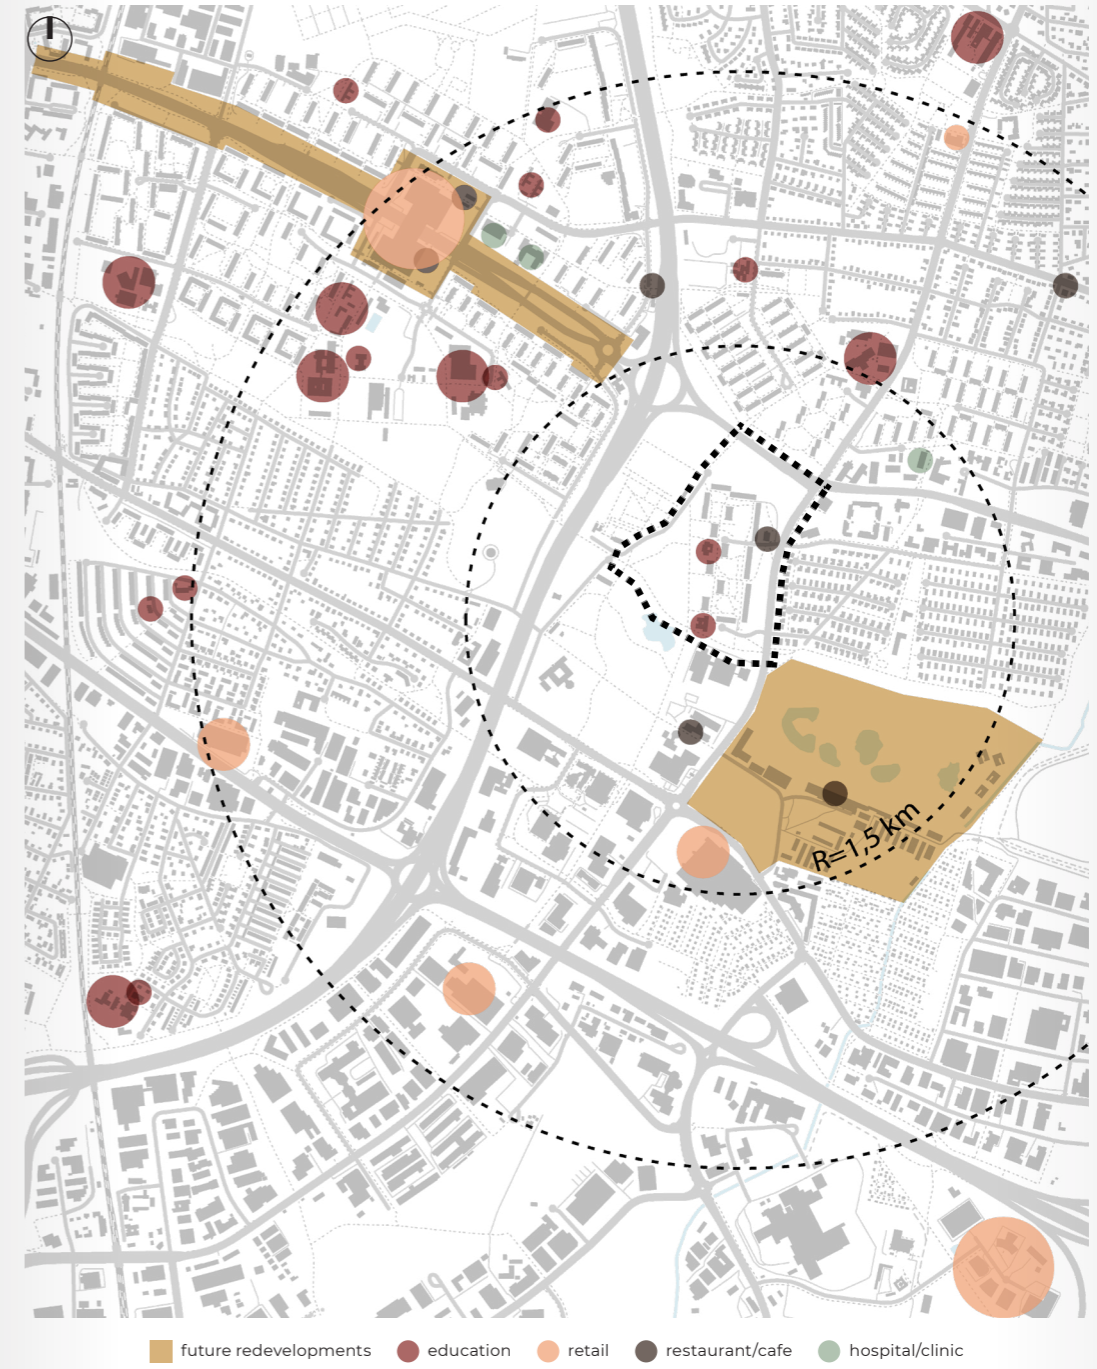 R=1,5 km
future redevelopments
education
retail
restaurant/cafe
hospital/clinic